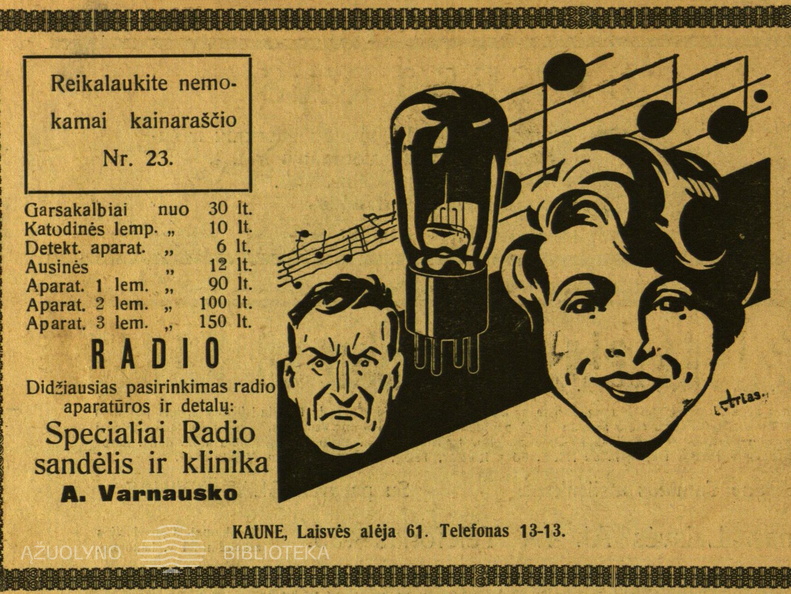 Reikalaukite nemo-
kamai kainaraščio
Nr. 23.
Garsakalbiai nuo 30 lt.
Katodinės lemp. „ 10 lt.
Detekt. aparat. „ 6 lt.
Ausinės „ 12 lt.
Aparat. 1 lem. „ 90 lt.
Aparat. 2 lem. „ 100 lt.
Aparat. 3 lem. „ 150 lt.
RADIO
Didžiausias pasirinkimas radio
aparatūros ir detalų:
Specialiai Radio
sandėlis ir klinika
A. Varnausko
Arias.
KAUNE, Laisvės alėja 61. Telefonas 13-13.
ĄŽUOLYNO BIBLIOTEKA